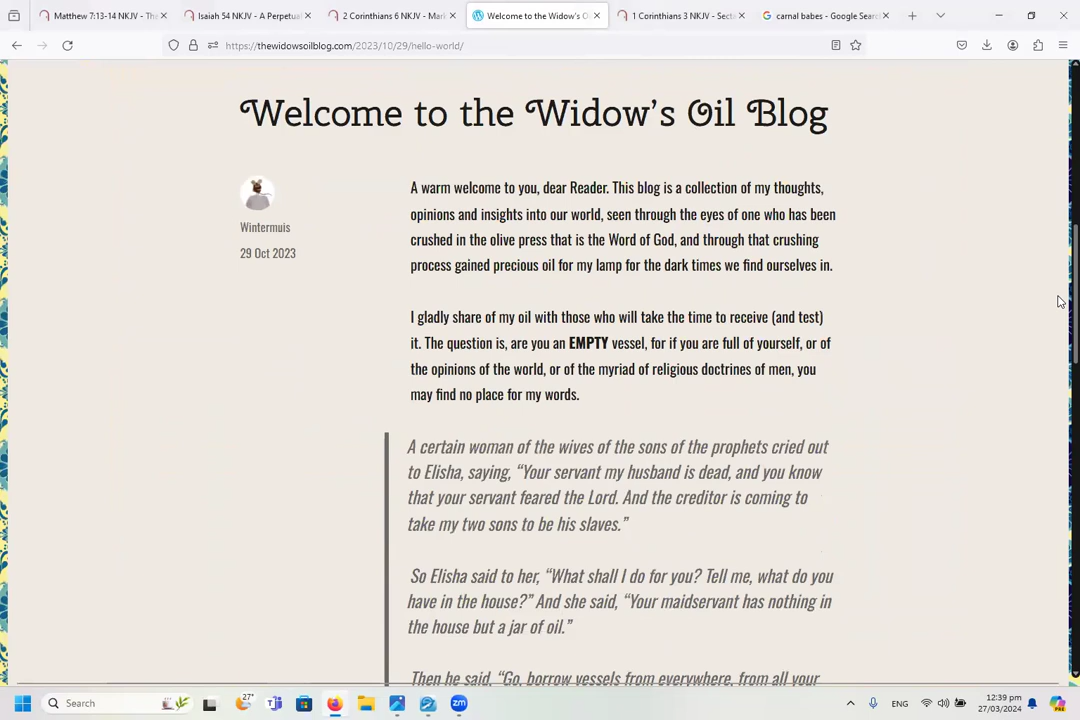 Matthew 7:13-14 NKJV - The
Isaiah 54 NKJV - A Perpetual
2 Corinthians 6 NKJV - Mark
Welcome to the Widow's O
1 Corinthians 3 NKJV - Secta
carnal babes - Google Search
https://thewidowsoilblog.com/2023/10/29/hello-world/
Welcome to the Widow's Oil Blog
Wintermuis
29 Oct 2023
A warm welcome to you, dear Reader. This blog is a collection of my thoughts,
opinions and insights into our world, seen through the eyes of one who has been
crushed in the olive press that is the Word of God, and through that crushing
process gained precious oil for my lamp for the dark times we find ourselves in.
I gladly share of my oil with those who will take the time to receive (and test)
it. The question is, are you an EMPTY vessel, for if you are full of yourself, or of
the opinions of the world, or of the myriad of religious doctrines of men, you
may find no place for my words.
A certain woman of the wives of the sons of the prophets cried out
to Elisha, saying, “Your servant my husband is dead, and you know
that your servant feared the Lord. And the creditor is coming to
take my two sons to be his slaves.”
So Elisha said to her, “What shall I do for you? Tell me, what do you
have in the house?” And she said, “Your maidservant has nothing in
the house but a jar of oil.”
Then he said, “Go, borrow vessels from everywhere, from all your
Search
27°
zm
ENG
12:39 pm
27/03/2024
PRE